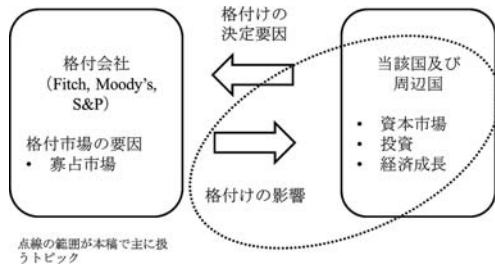 格付けの
決定要因
格付会社
（Fitch, Moody's,
S&P）
格付市場の要因
• 寡占市場
当該国及び
周辺国
• 資本市場
• 投資
• 経済成長
格付けの影響
点線の範囲が本稿で主に扱
うトピック